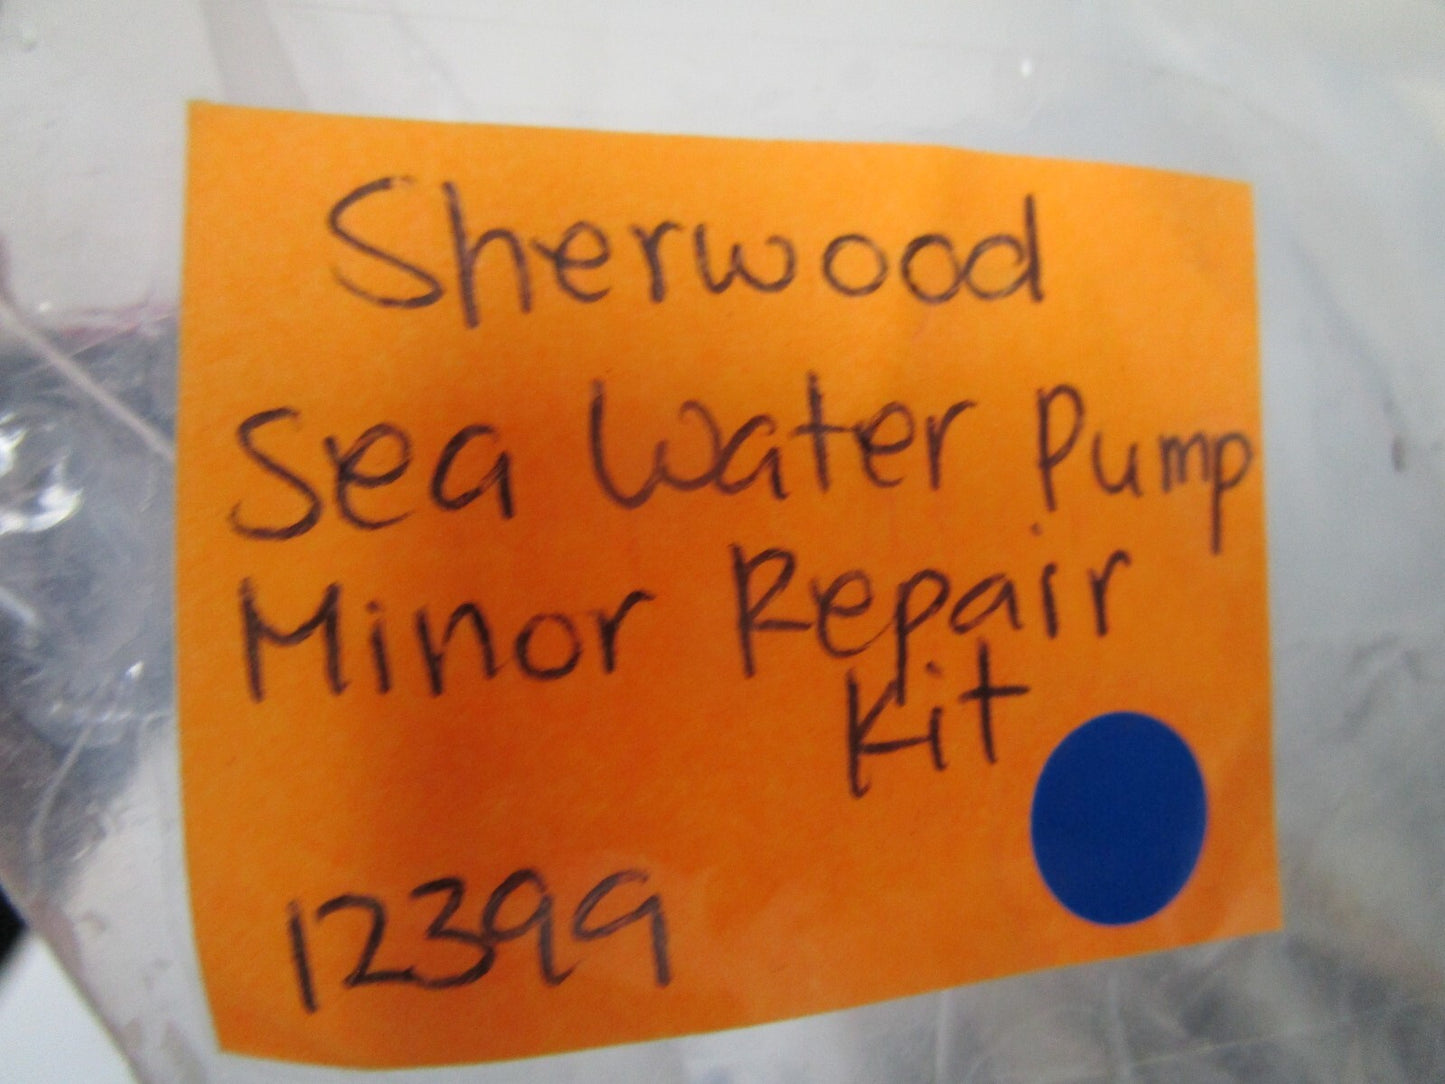 Sherwood
Sea Water Pump
Minor Repair
Kit
12399